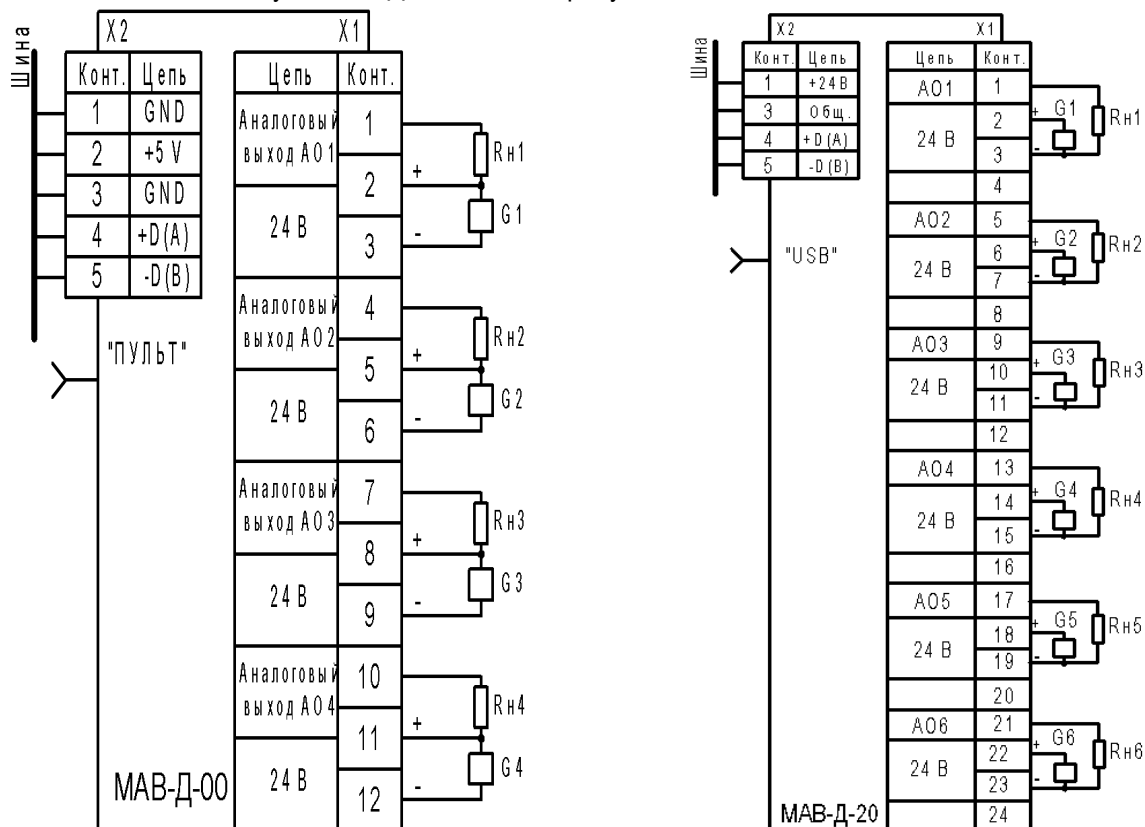 X2 X1
Шина
Конт. Цепь
1 GND
2 +5 V
3 GND
4 +D(A)
5 -D(B)
"ПУЛЬТ"
Цепь Конт.
Аналоговый 1
выход АО1
2
24 В
3
Аналоговый 4
выход АО2
5
24 В
6
Аналоговый 7
выход АО3
8
24 В
9
Аналоговый 10
выход АО4
11
24 В
12
Rн1
+
G1
-
Rн2
+
G2
-
Rн3
+
G3
-
Rн4
+
G4
-
МАВ-Д-00
X2 X1
Шина
Конт. Цепь
1 +24В
3 Общ.
4 +D(A)
5 -D(B)
"USB"
Цепь Конт.
АО1 1
2
24 В
3
4
АО2 5
6
24 В
7
8
АО3 9
10
24 В
11
12
АО4 13
14
24 В
15
16
АО5 17
18
24 В
19
20
АО6 21
22
24 В
23
24
+ G1 Rн1
-
+ G2 Rн2
-
+ G3 Rн3
-
+ G4 Rн4
-
+ G5 Rн5
-
+ G6 Rн6
-
МАВ-Д-20